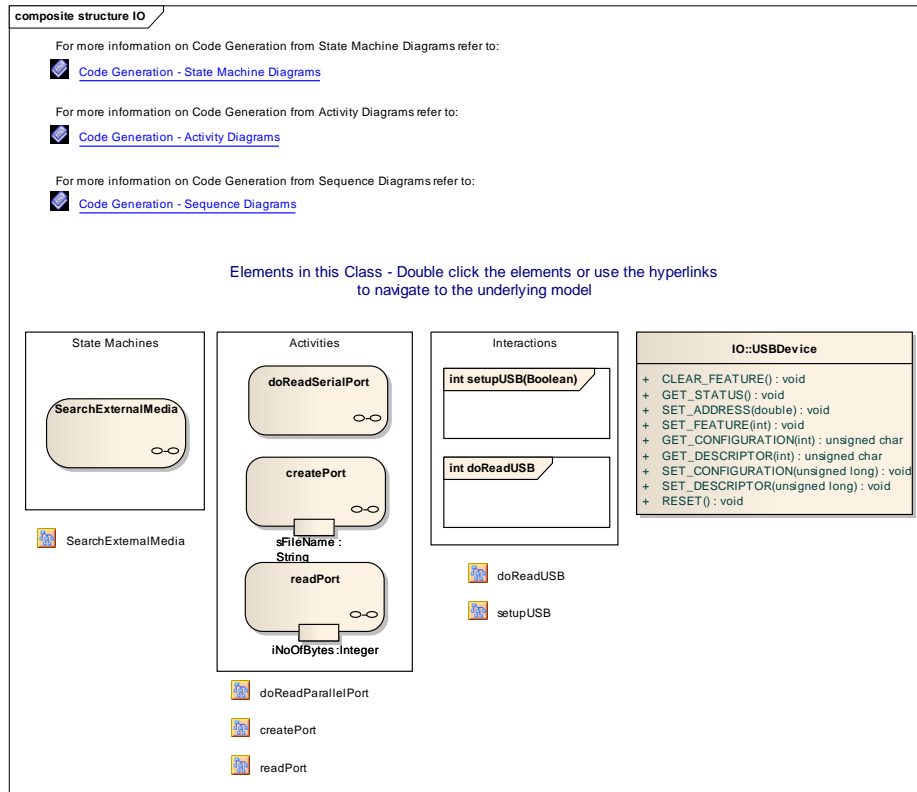 composite structure IO
For more information on Code Generation from State Machine Diagrams refer to:
Code Generation - State Machine Diagrams
For more information on Code Generation from Activity Diagrams refer to:
Code Generation - Activity Diagrams
For more information on Code Generation from Sequence Diagrams refer to:
Code Generation - Sequence Diagrams
Elements in this Class - Double click the elements or use the hyperlinks
to navigate to the underlying model
State Machines
SearchExternalMedia
SearchExternalMedia
Activities
doReadSerialPort
createPort
sFileName :
String
readPort
iNoOfBytes :Integer
doReadParallelPort
createPort
readPort
Interactions
int setupUSB(Boolean)
int doReadUSB
doReadUSB
setupUSB
IO::USBDevice
+ CLEAR_FEATURE() : void
+ GET_STATUS() : void
+ SET_ADDRESS(double) : void
+ SET_FEATURE(int) : void
+ GET_CONFIGURATION(int) : unsigned char
+ GET_DESCRIPTOR(int) : unsigned char
+ SET_CONFIGURATION(unsigned long) : void
+ SET_DESCRIPTOR(unsigned long) : void
+ RESET() : void